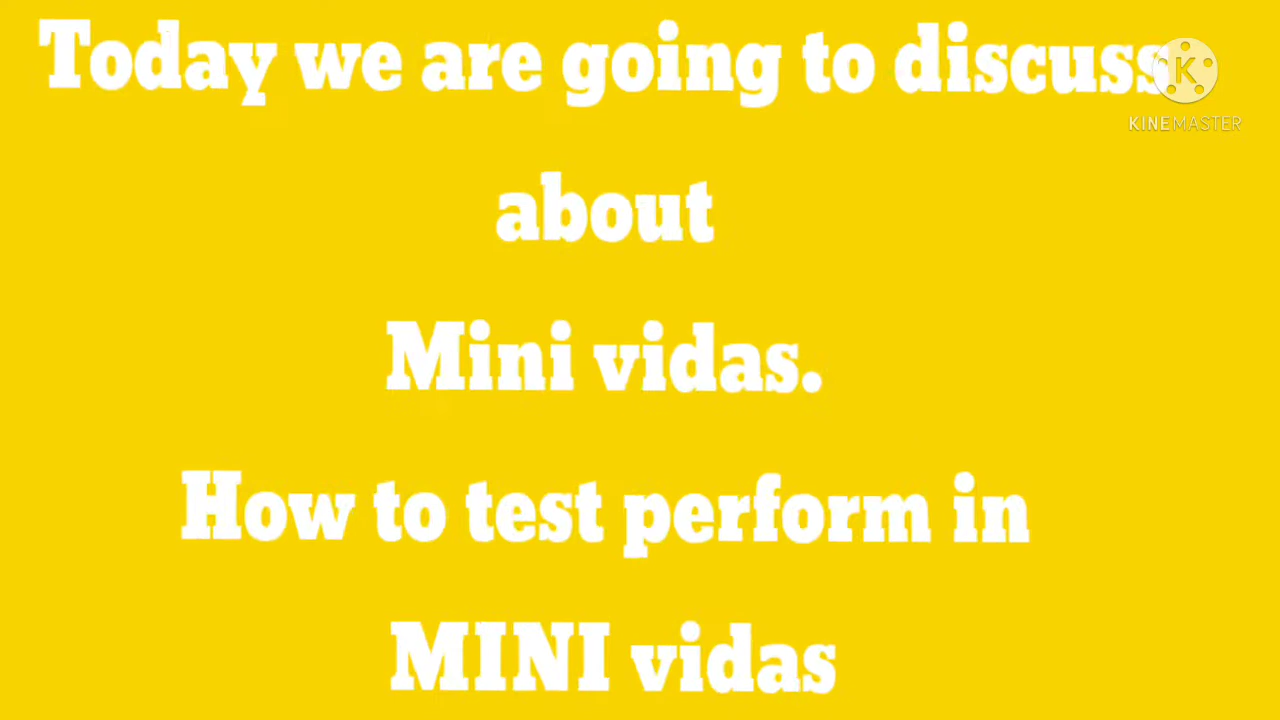 Today we are going to discuss
K
KINEMASTER
about
Mini vidas.
How to test perform in
MINI vidas